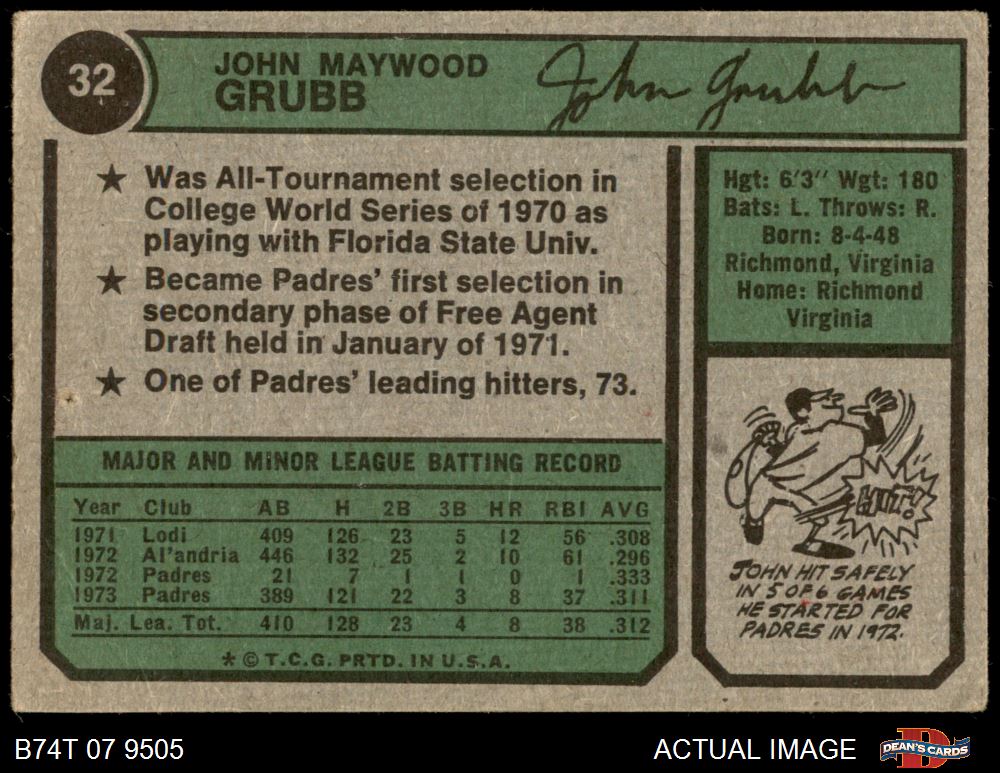 32
JOHN MAYWOOD
GRUBB
John Grubb
★ Was All-Tournament selection in
College World Series of 1970 as
playing with Florida State Univ.
★ Became Padres' first selection in
secondary phase of Free Agent
Draft held in January of 1971.
★ One of Padres' leading hitters, 73.
Hgt: 6'3'' Wgt: 180
Bats: L. Throws: R.
Born: 8-4-48
Richmond, Virginia
Home: Richmond
Virginia
HIT!
JOHN HIT SAFELY
IN 5 OF 6 GAMES
HE STARTED FOR
PADRES IN 1972.
MAJOR AND MINOR LEAGUE BATTING RECORD
Year Club AB H 2B 3B HR RBI AVG
1971 Lodi 409 126 23 5 12 56 .308
1972 Al'andria 446 132 25 2 10 61 .296
1972 Padres 21 7 1 1 0 1 .333
1973 Padres 389 121 22 3 8 37 .311
Maj. Lea. Tot. 410 128 23 4 8 38 .312
* © T.C.G. PRTD. IN U.S.A.
B74T 07 9505
ACTUAL IMAGE
DEAN'S CARDS